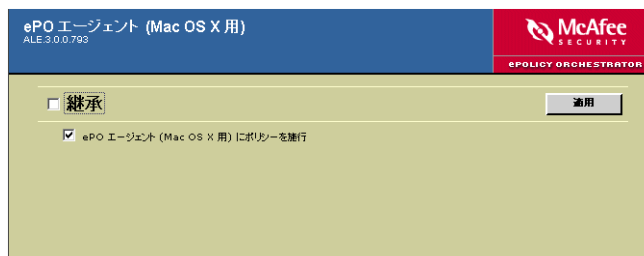 ePO エージェント (Mac OS X 用)
ALE.3.0.0.793
McAfee
SECURITY
ePOLICY ORCHESTRATOR
継承
適用
ePO エージェント (Mac OS X 用) にポリシーを施行